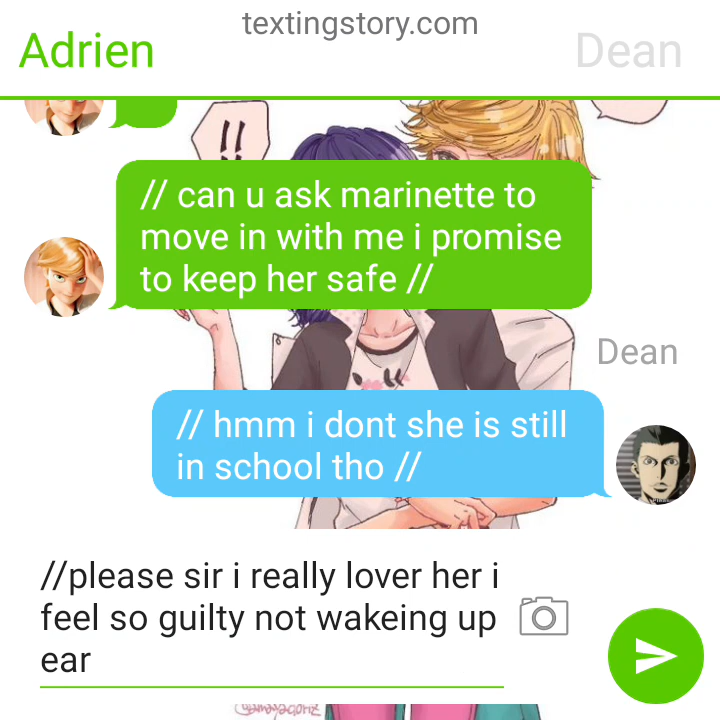 textingstory.com
Adrien
Dean
!!
// can u ask marinette to
move in with me i promise
to keep her safe //
Dean
// hmm i dont she is still
in school tho //
//please sir i really lover her i
feel so guilty not wakeing up
ear